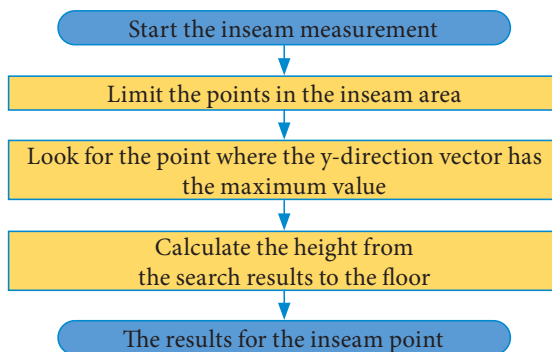 Start the inseam measurement
Limit the points in the inseam area
Look for the point where the y-direction vector has
the maximum value
Calculate the height from
the search results to the floor
The results for the inseam point